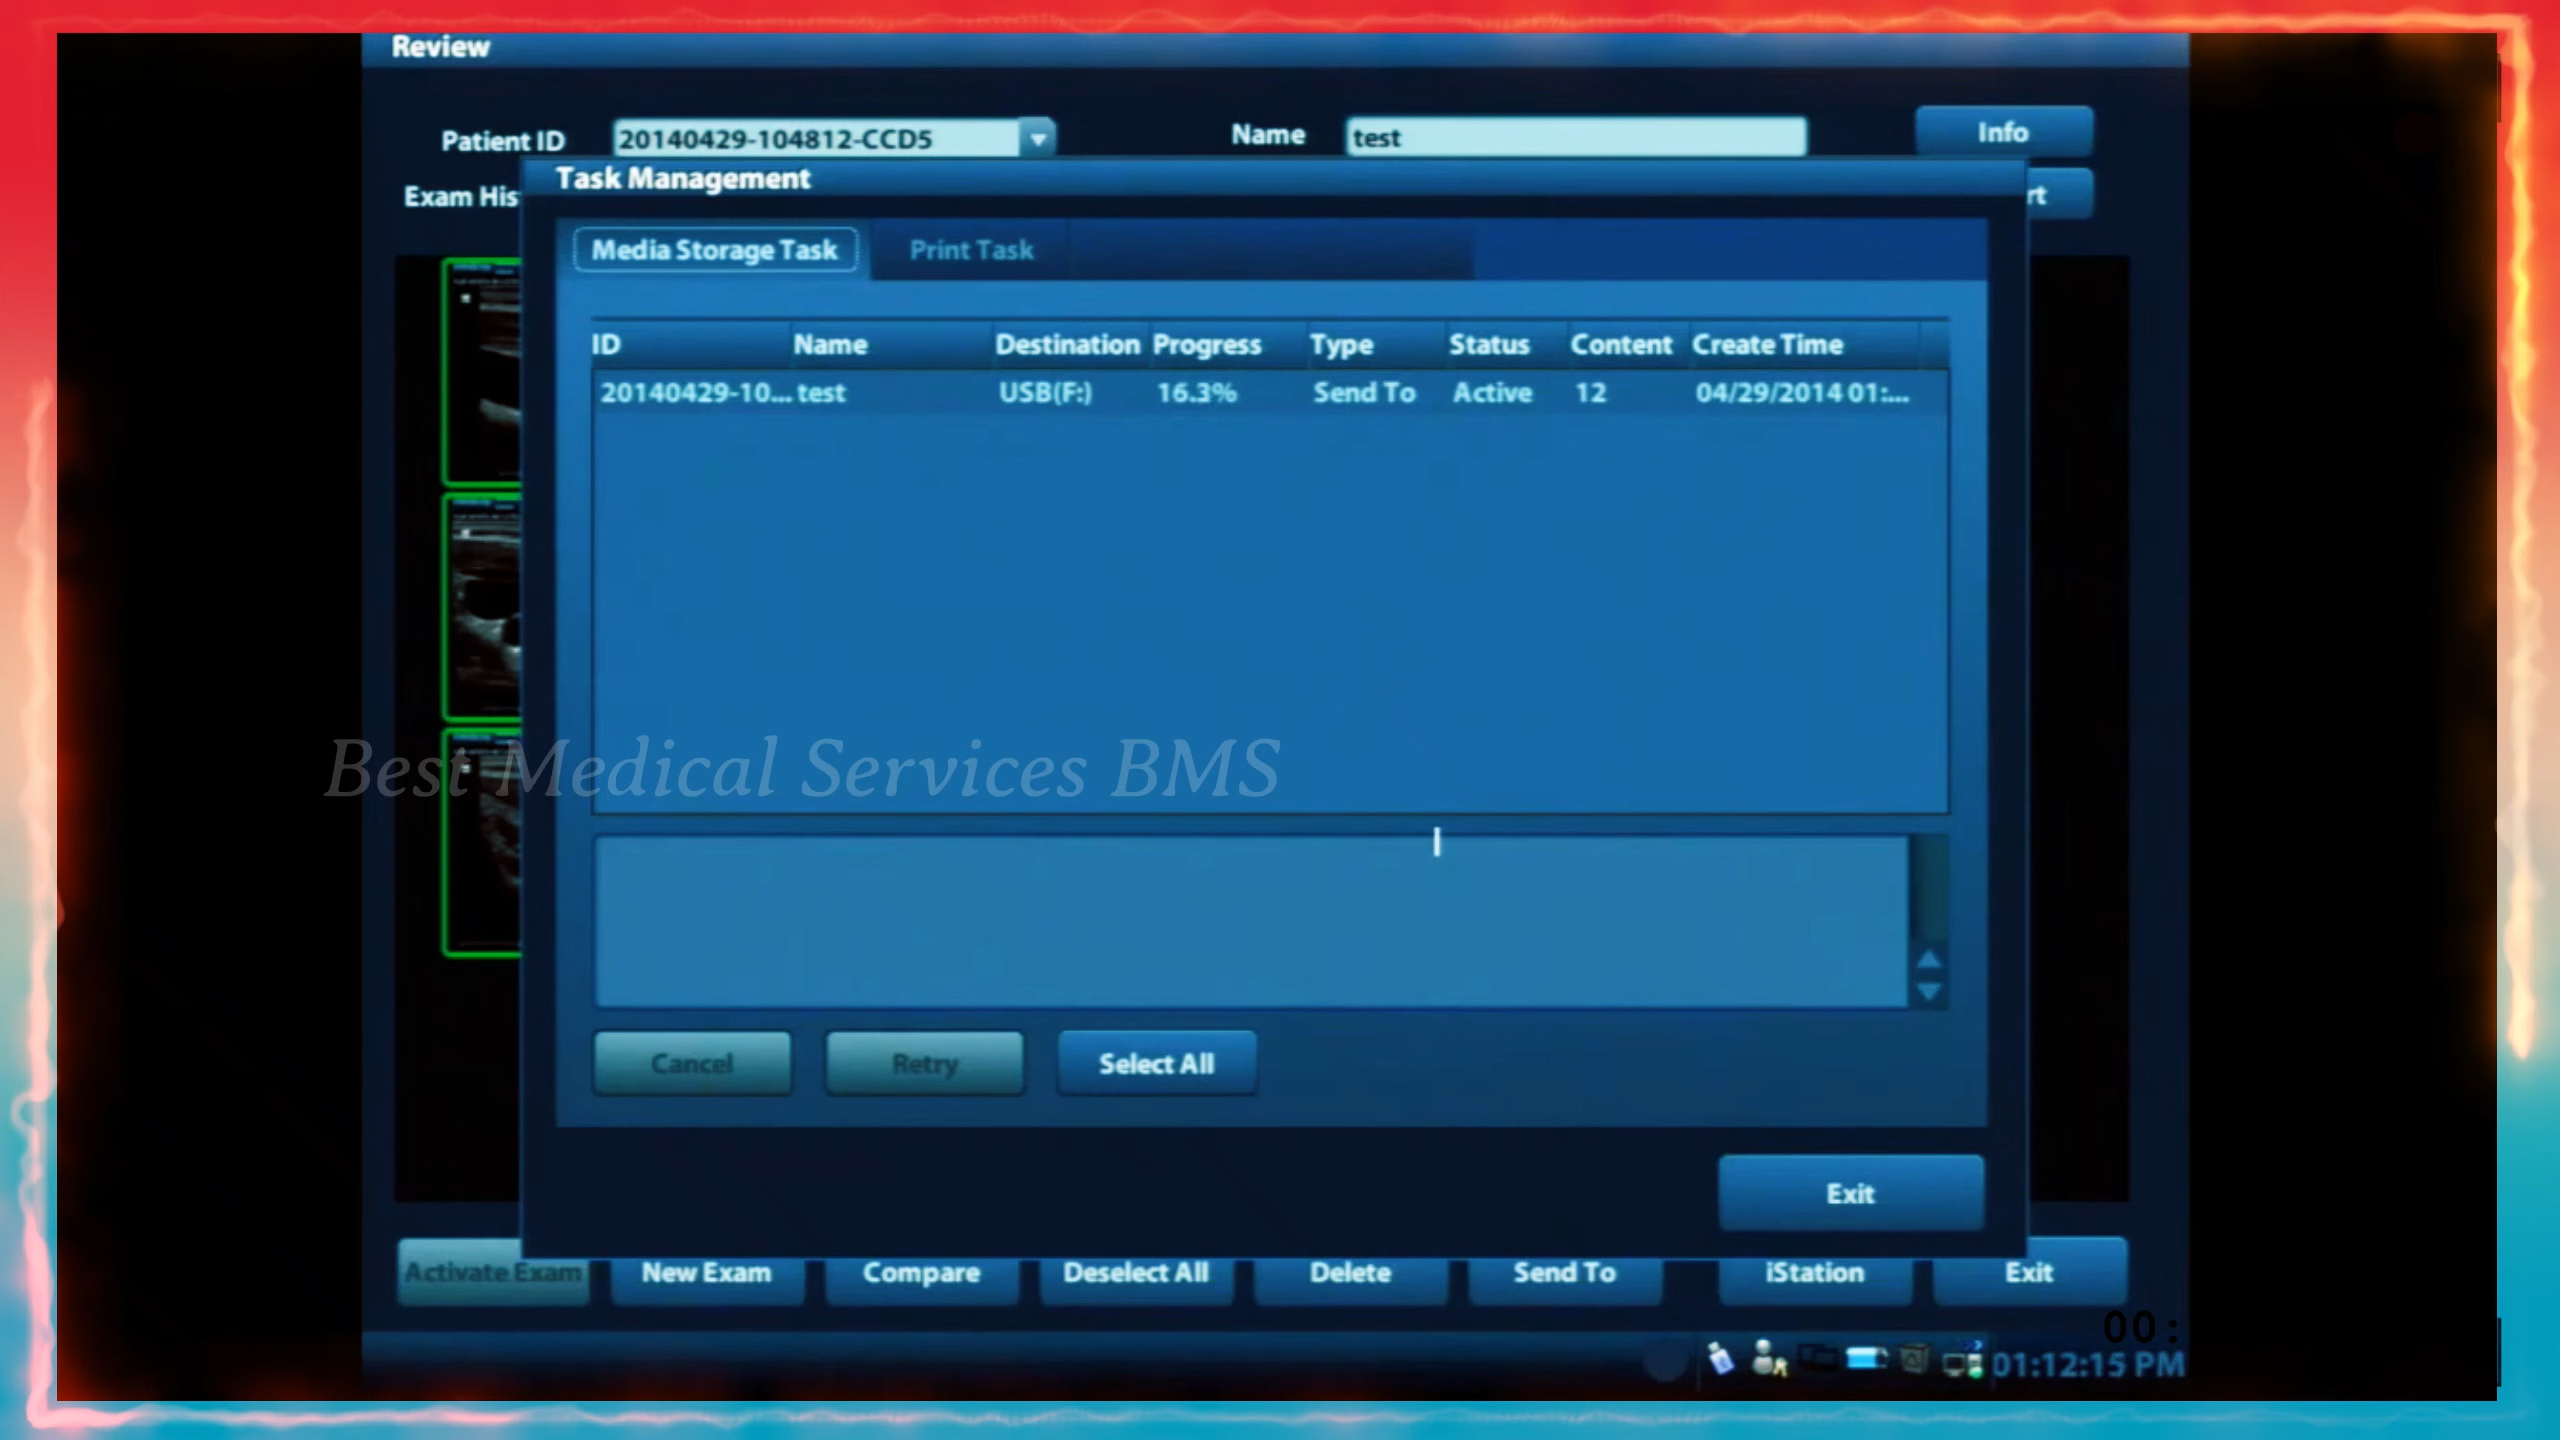 Review
Patient ID 20140429-104812-CCD5 Name test Info
Exam His rt
Task Management
Media Storage Task Print Task
ID Name Destination Progress Type Status Content Create Time
20140429-10... test USB(F:) 16.3% Send To Active 12 04/29/2014 01:...
Best Medical Services BMS
Cancel Retry Select All
Exit
Activate Exam New Exam Compare Deselect All Delete Send To iStation Exit
00:
01:12:15 PM